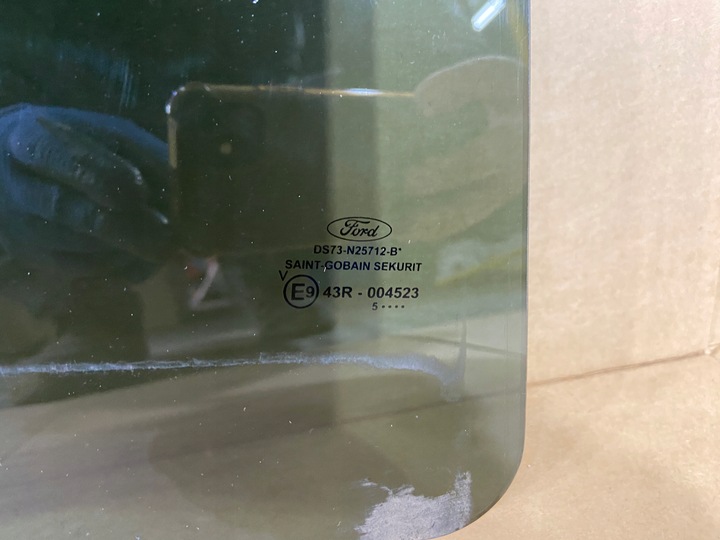 Ford
DS73-N25712-B*
SAINT-GOBAIN SEKURIT
V
E9 43R - 004523
5 ••••